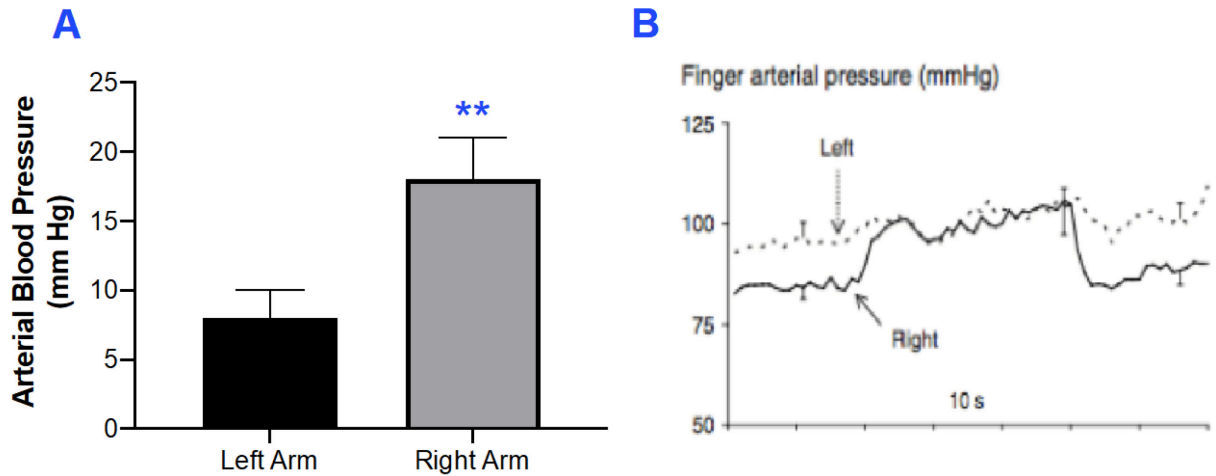 A
Arterial Blood Pressure
(mm Hg)
25
20
15
10
5
0
**
Left Arm
Right Arm
B
Finger arterial pressure (mmHg)
125
100
75
50
Left
Right
10 s